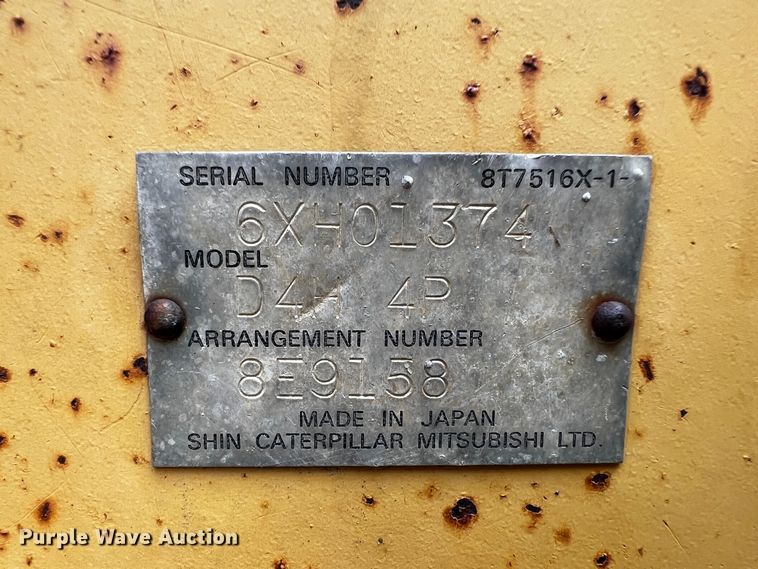 SERIAL NUMBER 8T7516X-1-
6XH01374
MODEL
D4H 4P
ARRANGEMENT NUMBER
8E9158
MADE IN JAPAN
SHIN CATERPILLAR MITSUBISHI LTD.
Purple Wave Auction®